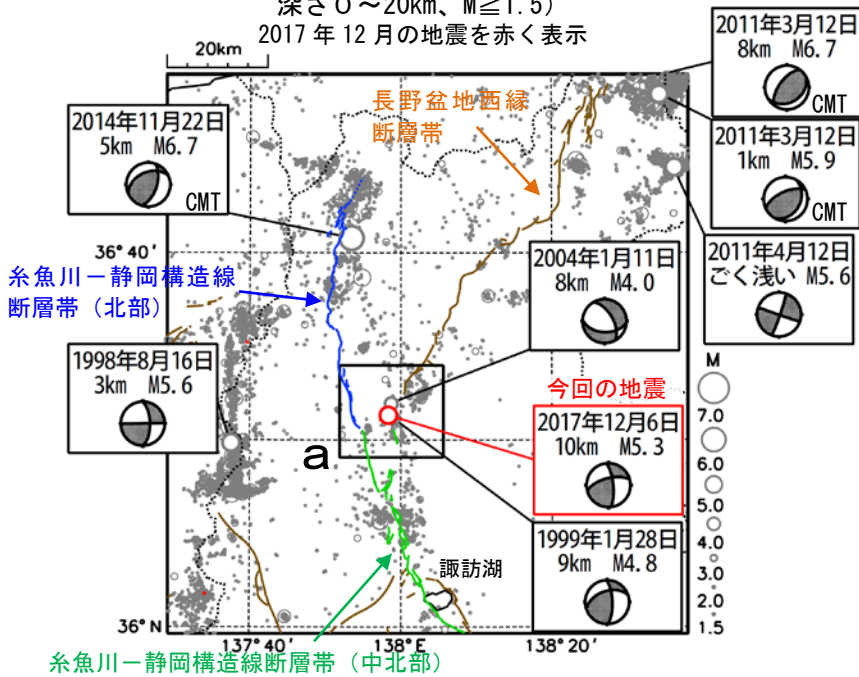 深さ0~20km、M≧1.5)
2017年12月の地震を赤く表示
20km
2011年3月12日
8km M6.7
CMT
長野盆地西縁
断層帯
2014年11月22日
5km M6.7
CMT
2011年3月12日
1km M5.9
CMT
36°40'
2004年1月11日
8km M4.0
2011年4月12日
ごく浅い M5.6
糸魚川-静岡構造線
断層帯(北部)
1998年8月16日
3km M5.6
M
7.0
6.0
5.0
4.0
3.0
2.0
1.5
今回の地震
2017年12月6日
10km M5.3
a
1999年1月28日
9km M4.8
諏訪湖
36°N
137°40'
138°E
138°20'
糸魚川-静岡構造線断層帯(中北部)